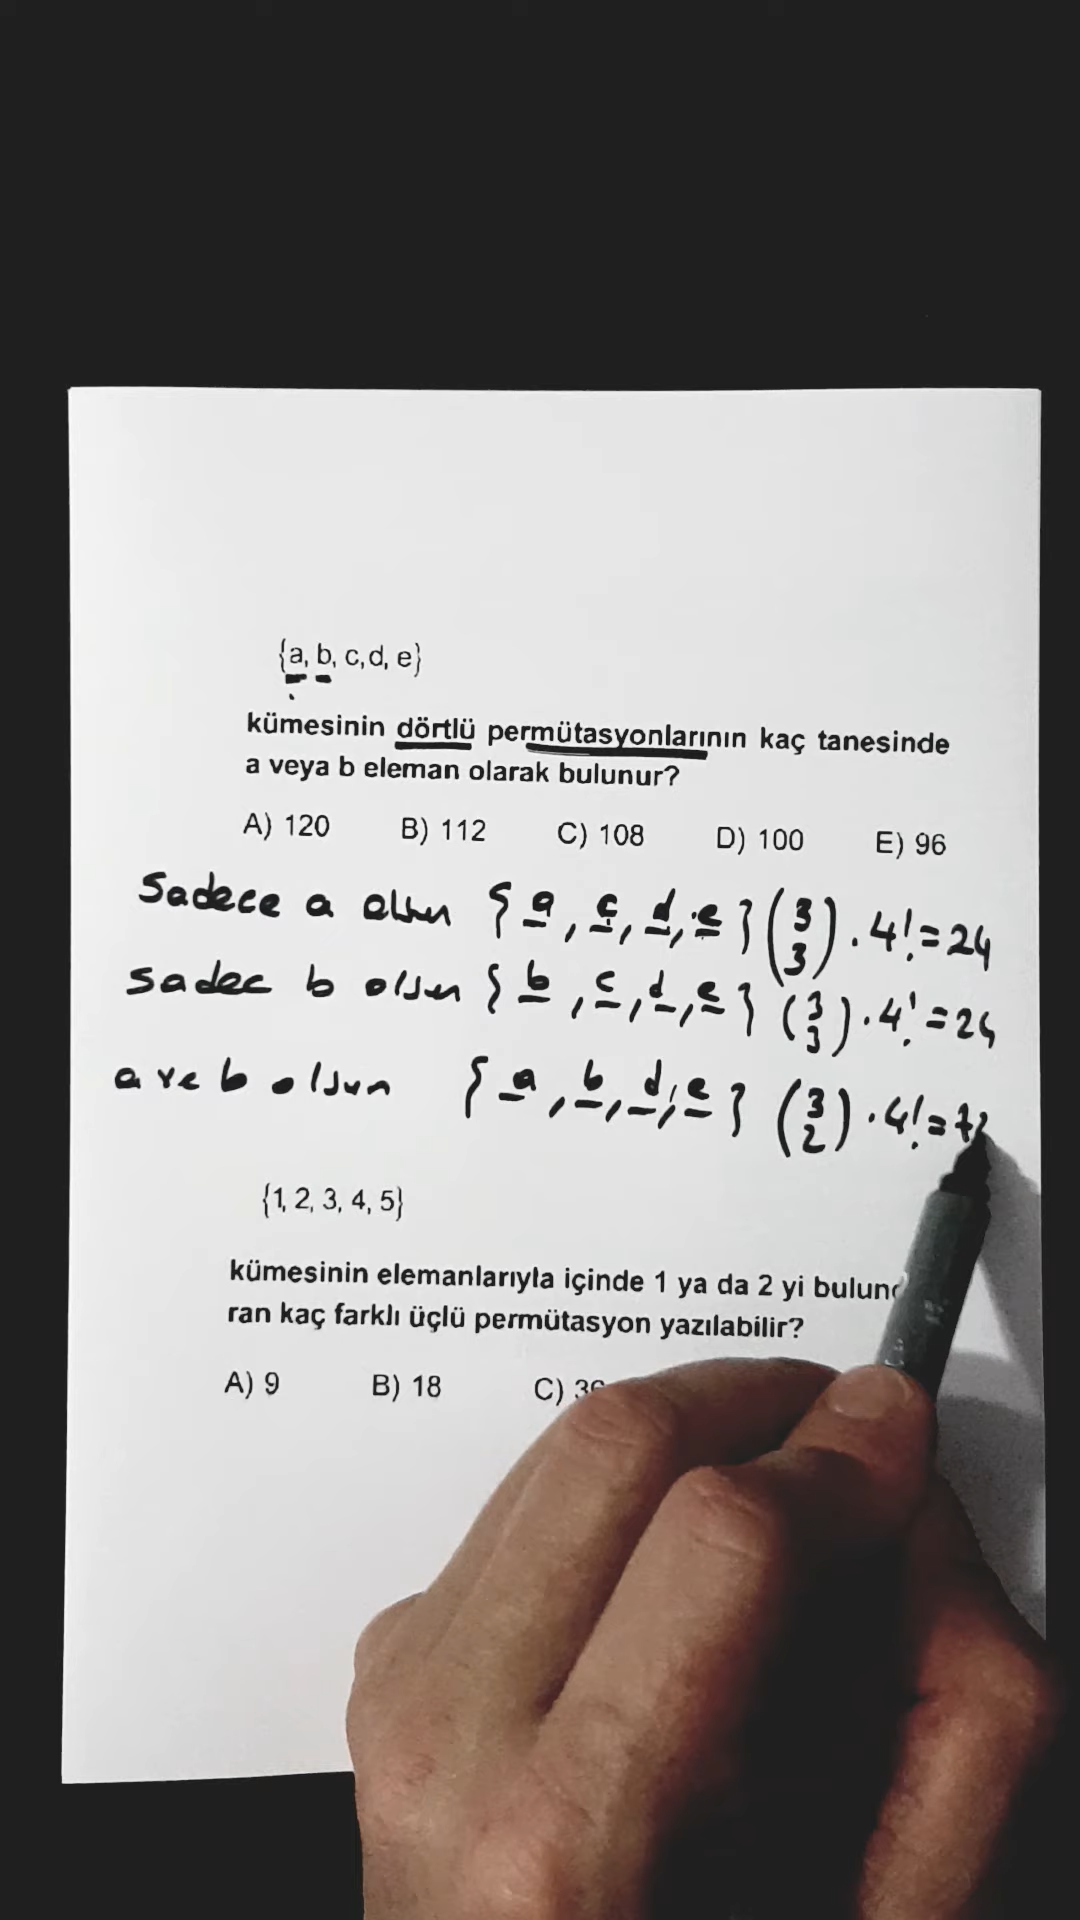 {a, b, c, d, e}
kümesinin dörtlü permütasyonlarının kaç tanesinde
a veya b eleman olarak bulunur?
A) 120 B) 112 C) 108 D) 100 E) 96
Sadece a olsun { a , c, d, e } (3 3) . 4! = 24
Sadec b olsun { b , c, d, e } (3 3) . 4! = 24
a ve b olsun { a , b, d, e } (3 2) . 4! = 72
{1, 2, 3, 4, 5}
kümesinin elemanlarıyla içinde 1 ya da 2 yi bulun
ran kaç farklı üçlü permütasyon yazılabilir?
A) 9 B) 18 C)